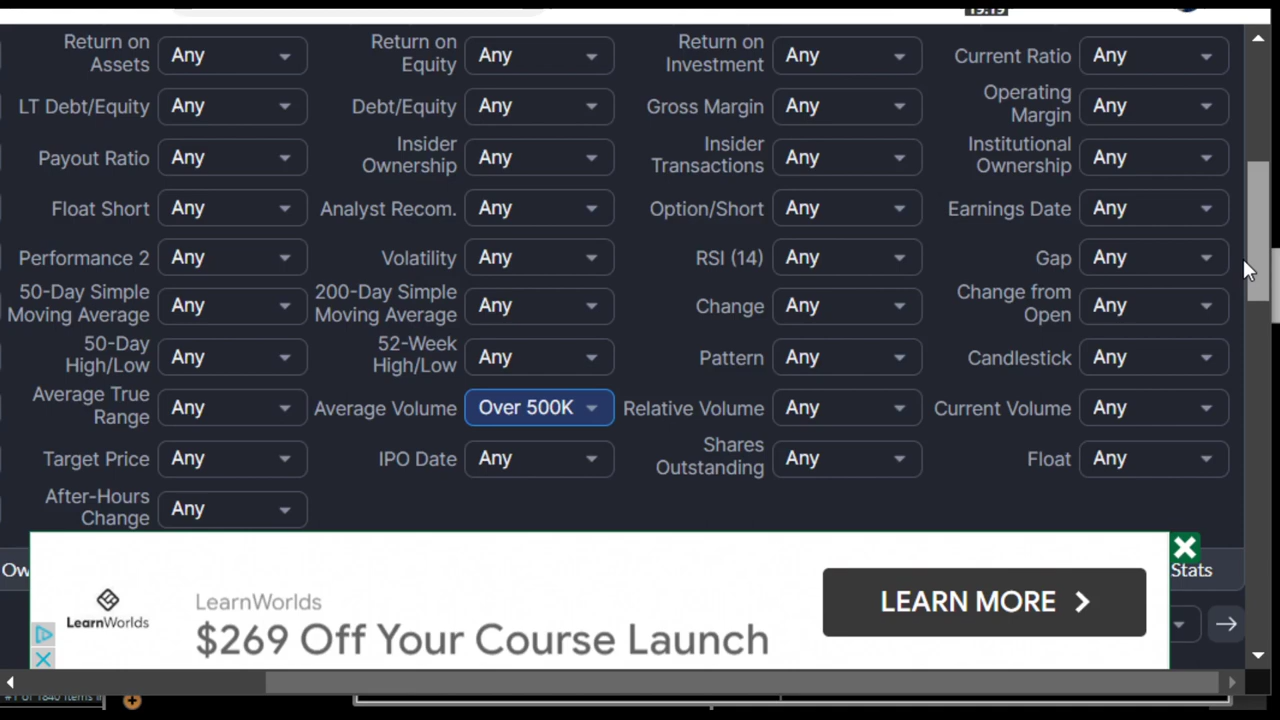 19:19
Return on
Assets
Any
Return on
Equity
Any
Return on
Investment
Any
Current Ratio
Any
LT Debt/Equity
Any
Debt/Equity
Any
Gross Margin
Any
Operating
Margin
Any
Payout Ratio
Any
Insider
Ownership
Any
Insider
Transactions
Any
Institutional
Ownership
Any
Float Short
Any
Analyst Recom.
Any
Option/Short
Any
Earnings Date
Any
Performance 2
Any
Volatility
Any
RSI (14)
Any
Gap
Any
50-Day Simple
Moving Average
Any
200-Day Simple
Moving Average
Any
Change
Any
Change from
Open
Any
50-Day
High/Low
Any
52-Week
High/Low
Any
Pattern
Any
Candlestick
Any
Average True
Range
Any
Average Volume
Over 500K
Relative Volume
Any
Current Volume
Any
Target Price
Any
IPO Date
Any
Shares
Outstanding
Any
Float
Any
After-Hours
Change
Any
Ow
Stats
LearnWorlds
LearnWorlds
$269 Off Your Course Launch
LEARN MORE